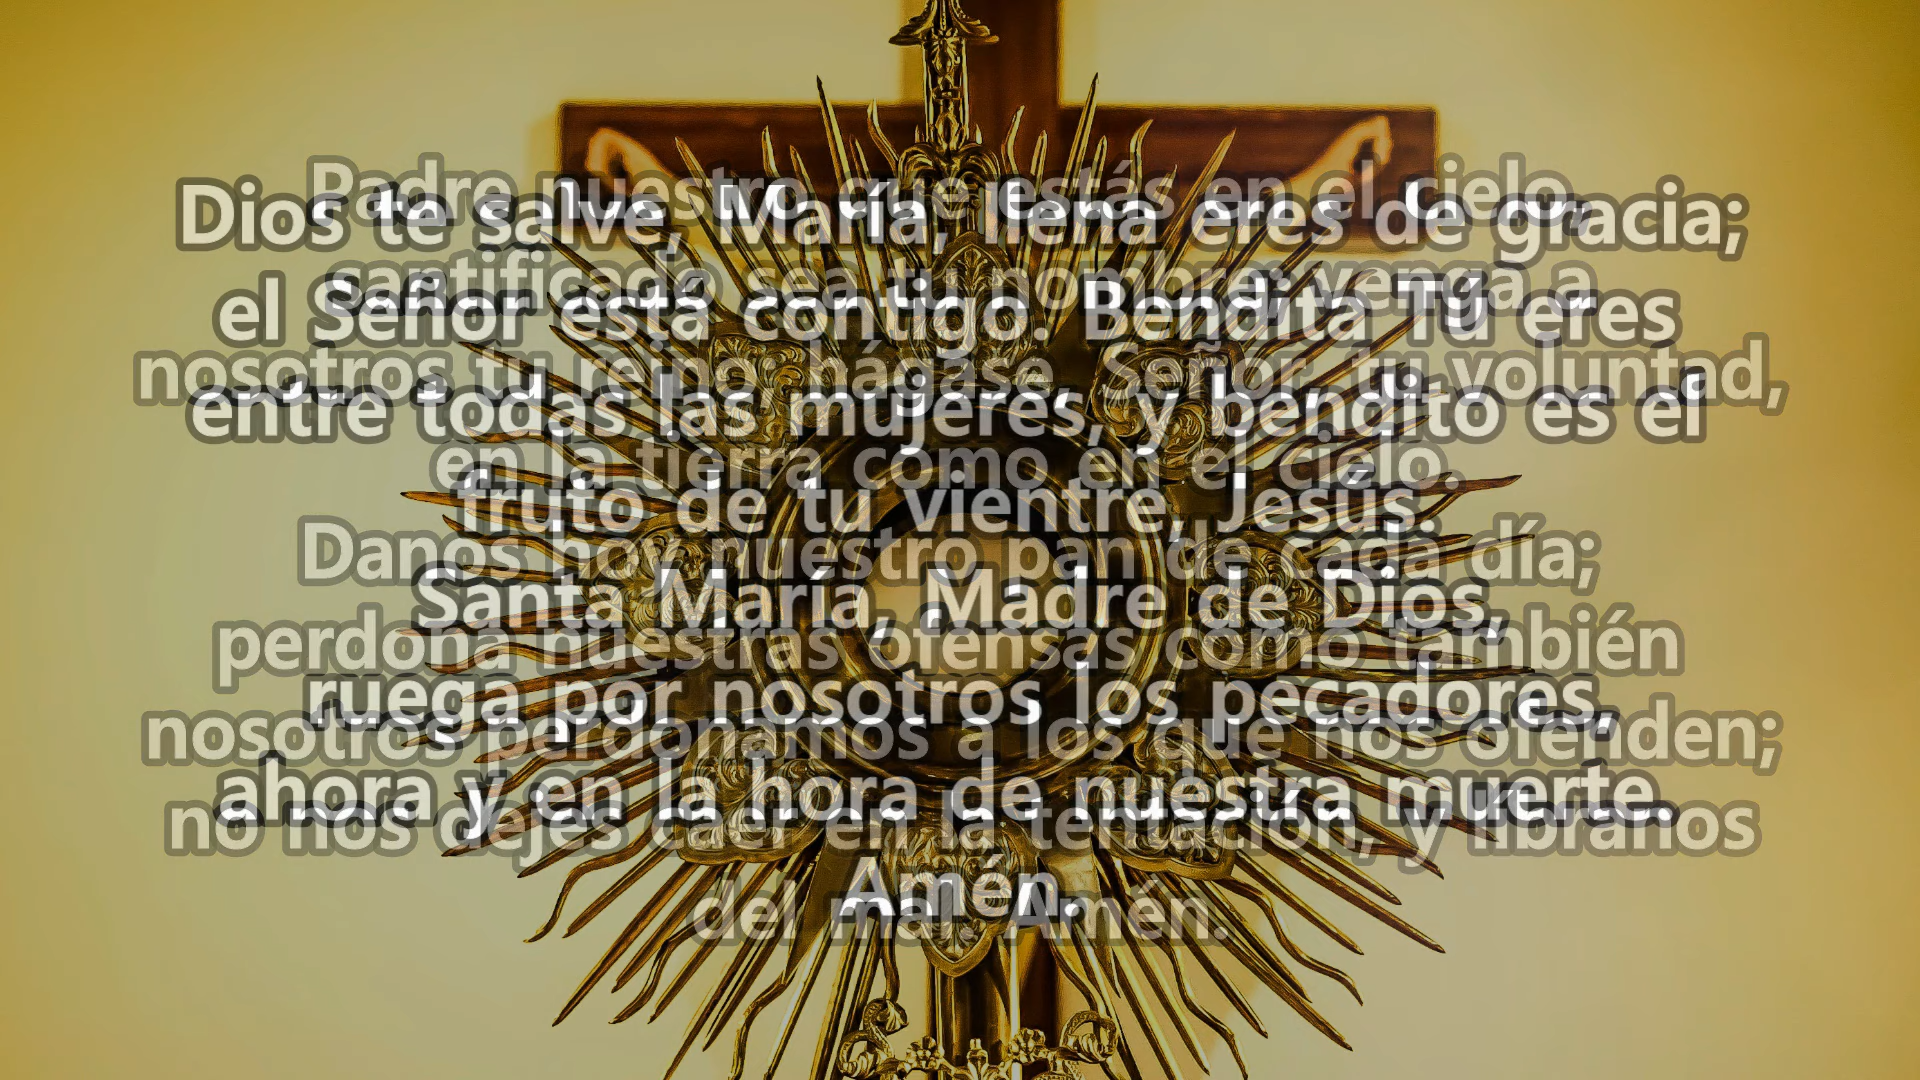 Padre nuestro que estás en el cielo,
santificado sea tu nombre, venga a
nosotros tu reino; hágase, Señor, tu voluntad,
en la tierra como en el cielo.
Danos hoy nuestro pan de cada día;
perdona nuestras ofensas como también
nosotros perdonamos a los que nos ofenden;
no nos dejes caer en la tentación, y líbranos
del mal. Amén.
Dios te salve, María, llena eres de gracia;
el Señor está contigo. Bendita Tú eres
entre todas las mujeres, y bendito es el
fruto de tu vientre, Jesús.
Santa María, Madre de Dios,
ruega por nosotros los pecadores,
ahora y en la hora de nuestra muerte.
Amén.